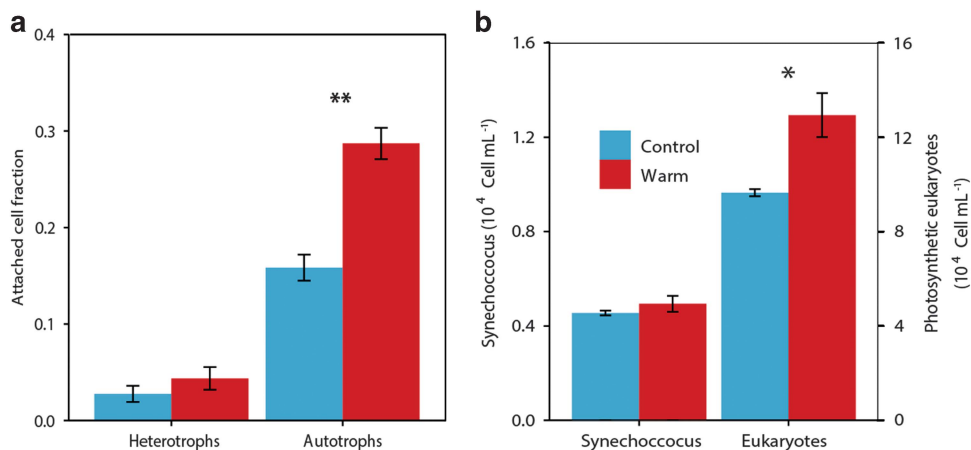 a
0.4
0.3
0.2
0.1
0.0
Attached cell fraction
**
Heterotrophs
Autotrophs
b
1.6
1.2
0.8
0.4
0.0
Synechoccocus (10⁴ Cell mL⁻¹)
Control
Warm
*
16
12
8
4
0
Photosynthetic eukaryotes
(10⁴ Cell mL⁻¹)
Synechoccocus
Eukaryotes